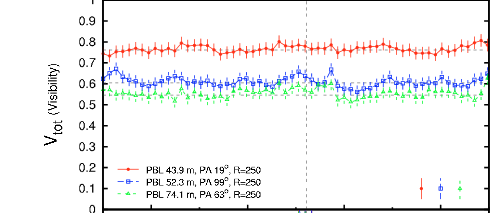 1
0.9
0.8
0.7
0.6
0.5
0.4
0.3
0.2
0.1
0
V tot (Visibility)
PBL 43.9 m, PA 19°, R=250
PBL 52.3 m, PA 99°, R=250
PBL 74.1 m, PA 63°, R=250